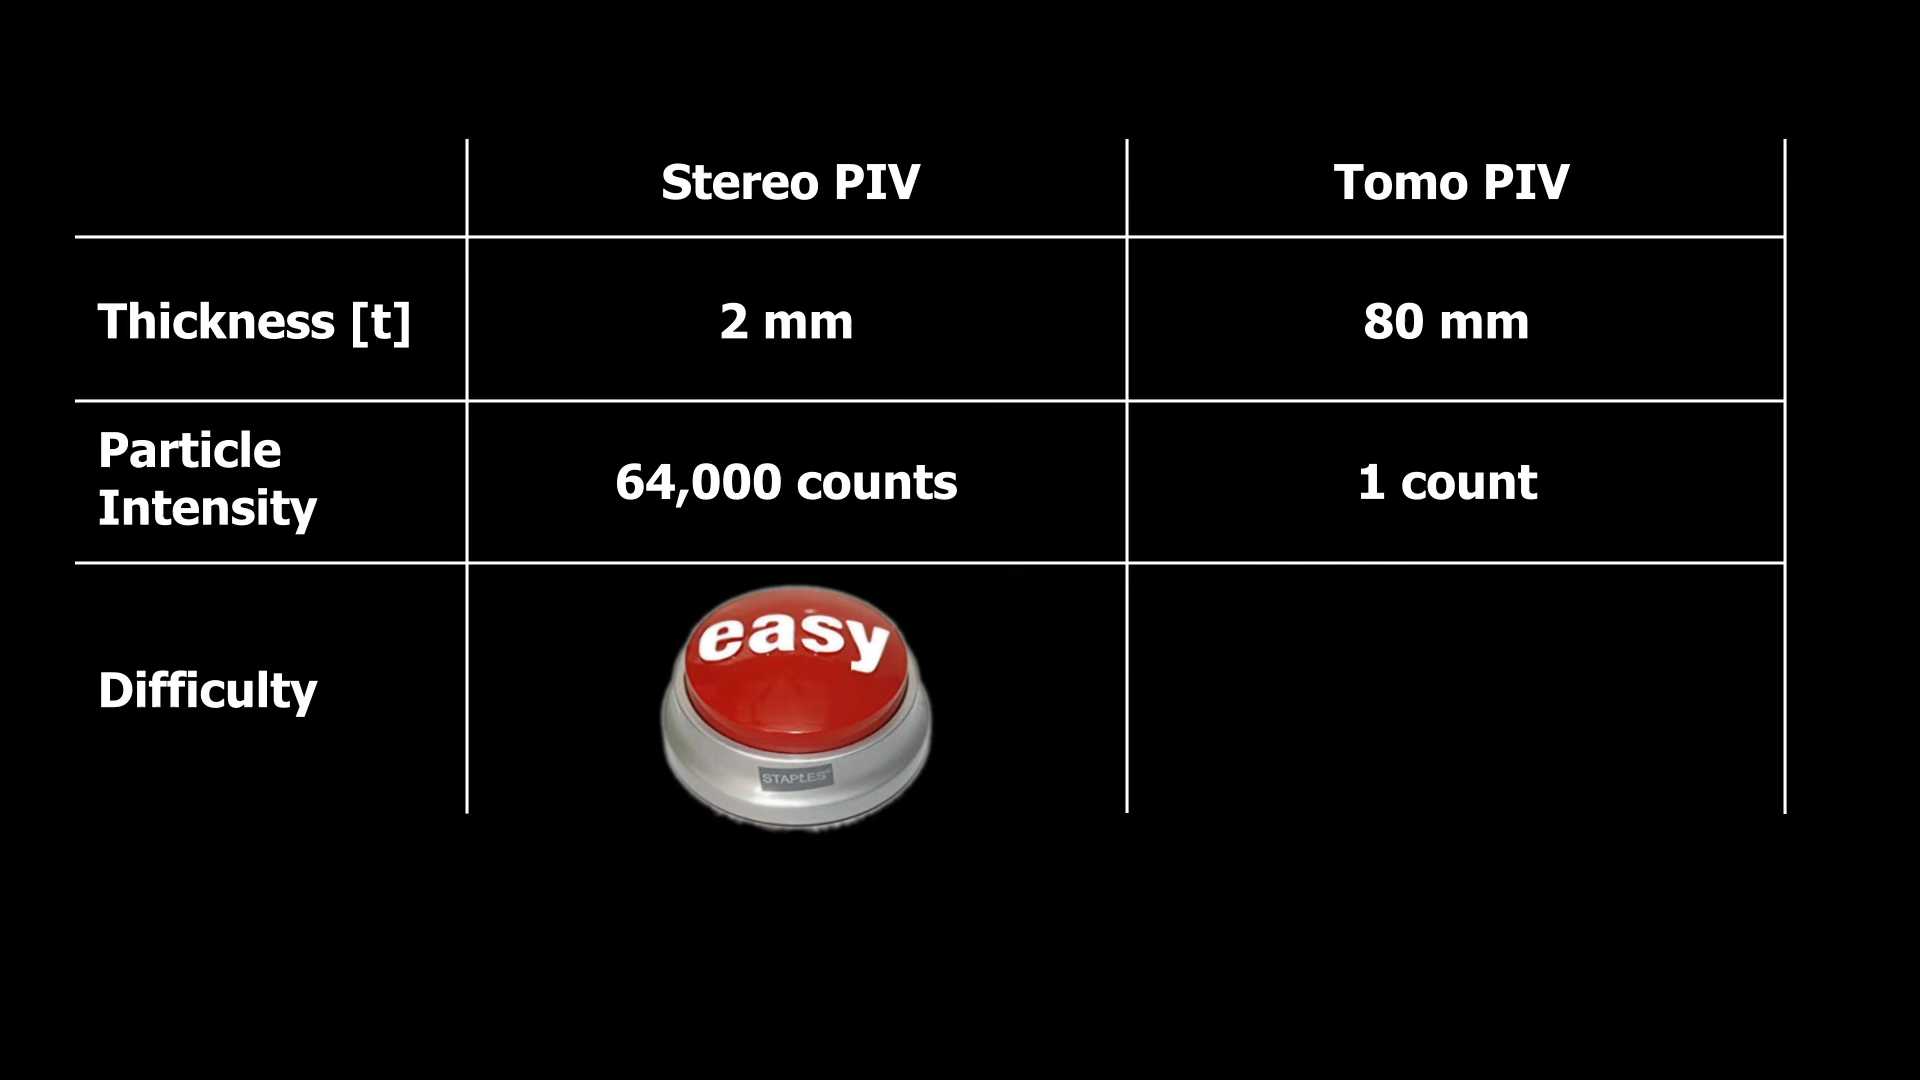 Stereo PIV
Tomo PIV
Thickness [t]
2 mm
80 mm
Particle
Intensity
64,000 counts
1 count
Difficulty
easy
STAPLES